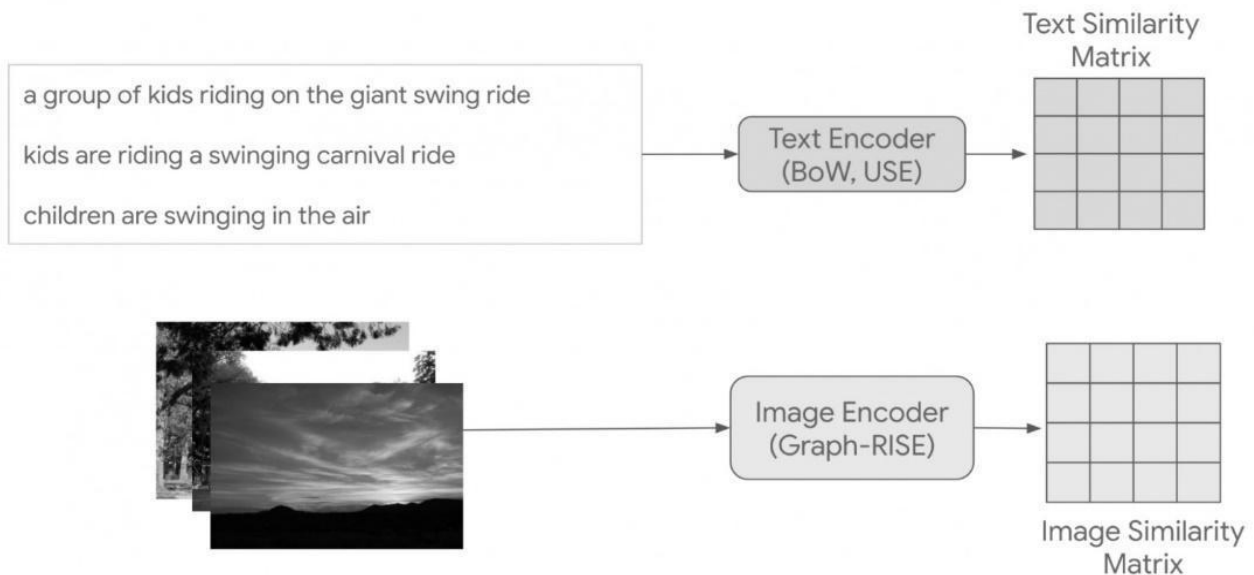 Text Similarity
Matrix
a group of kids riding on the giant swing ride
kids are riding a swinging carnival ride
children are swinging in the air
Text Encoder
(BoW, USE)
Image Encoder
(Graph-RISE)
Image Similarity
Matrix